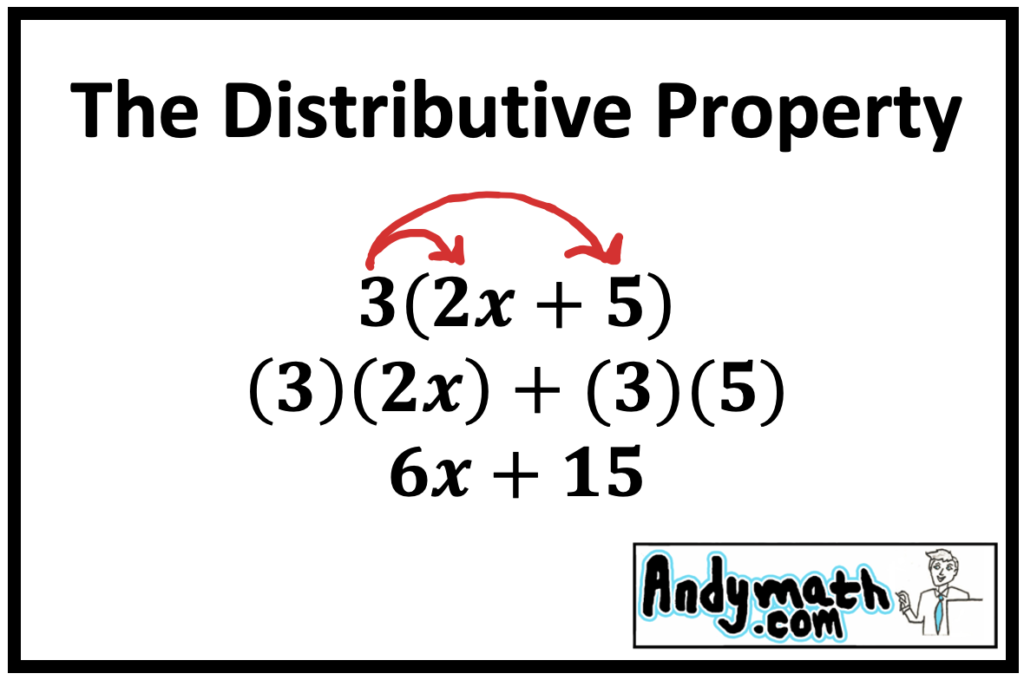 The Distributive Property
3(2x + 5)
(3)(2x) + (3)(5)
6x + 15
Andymath
.com